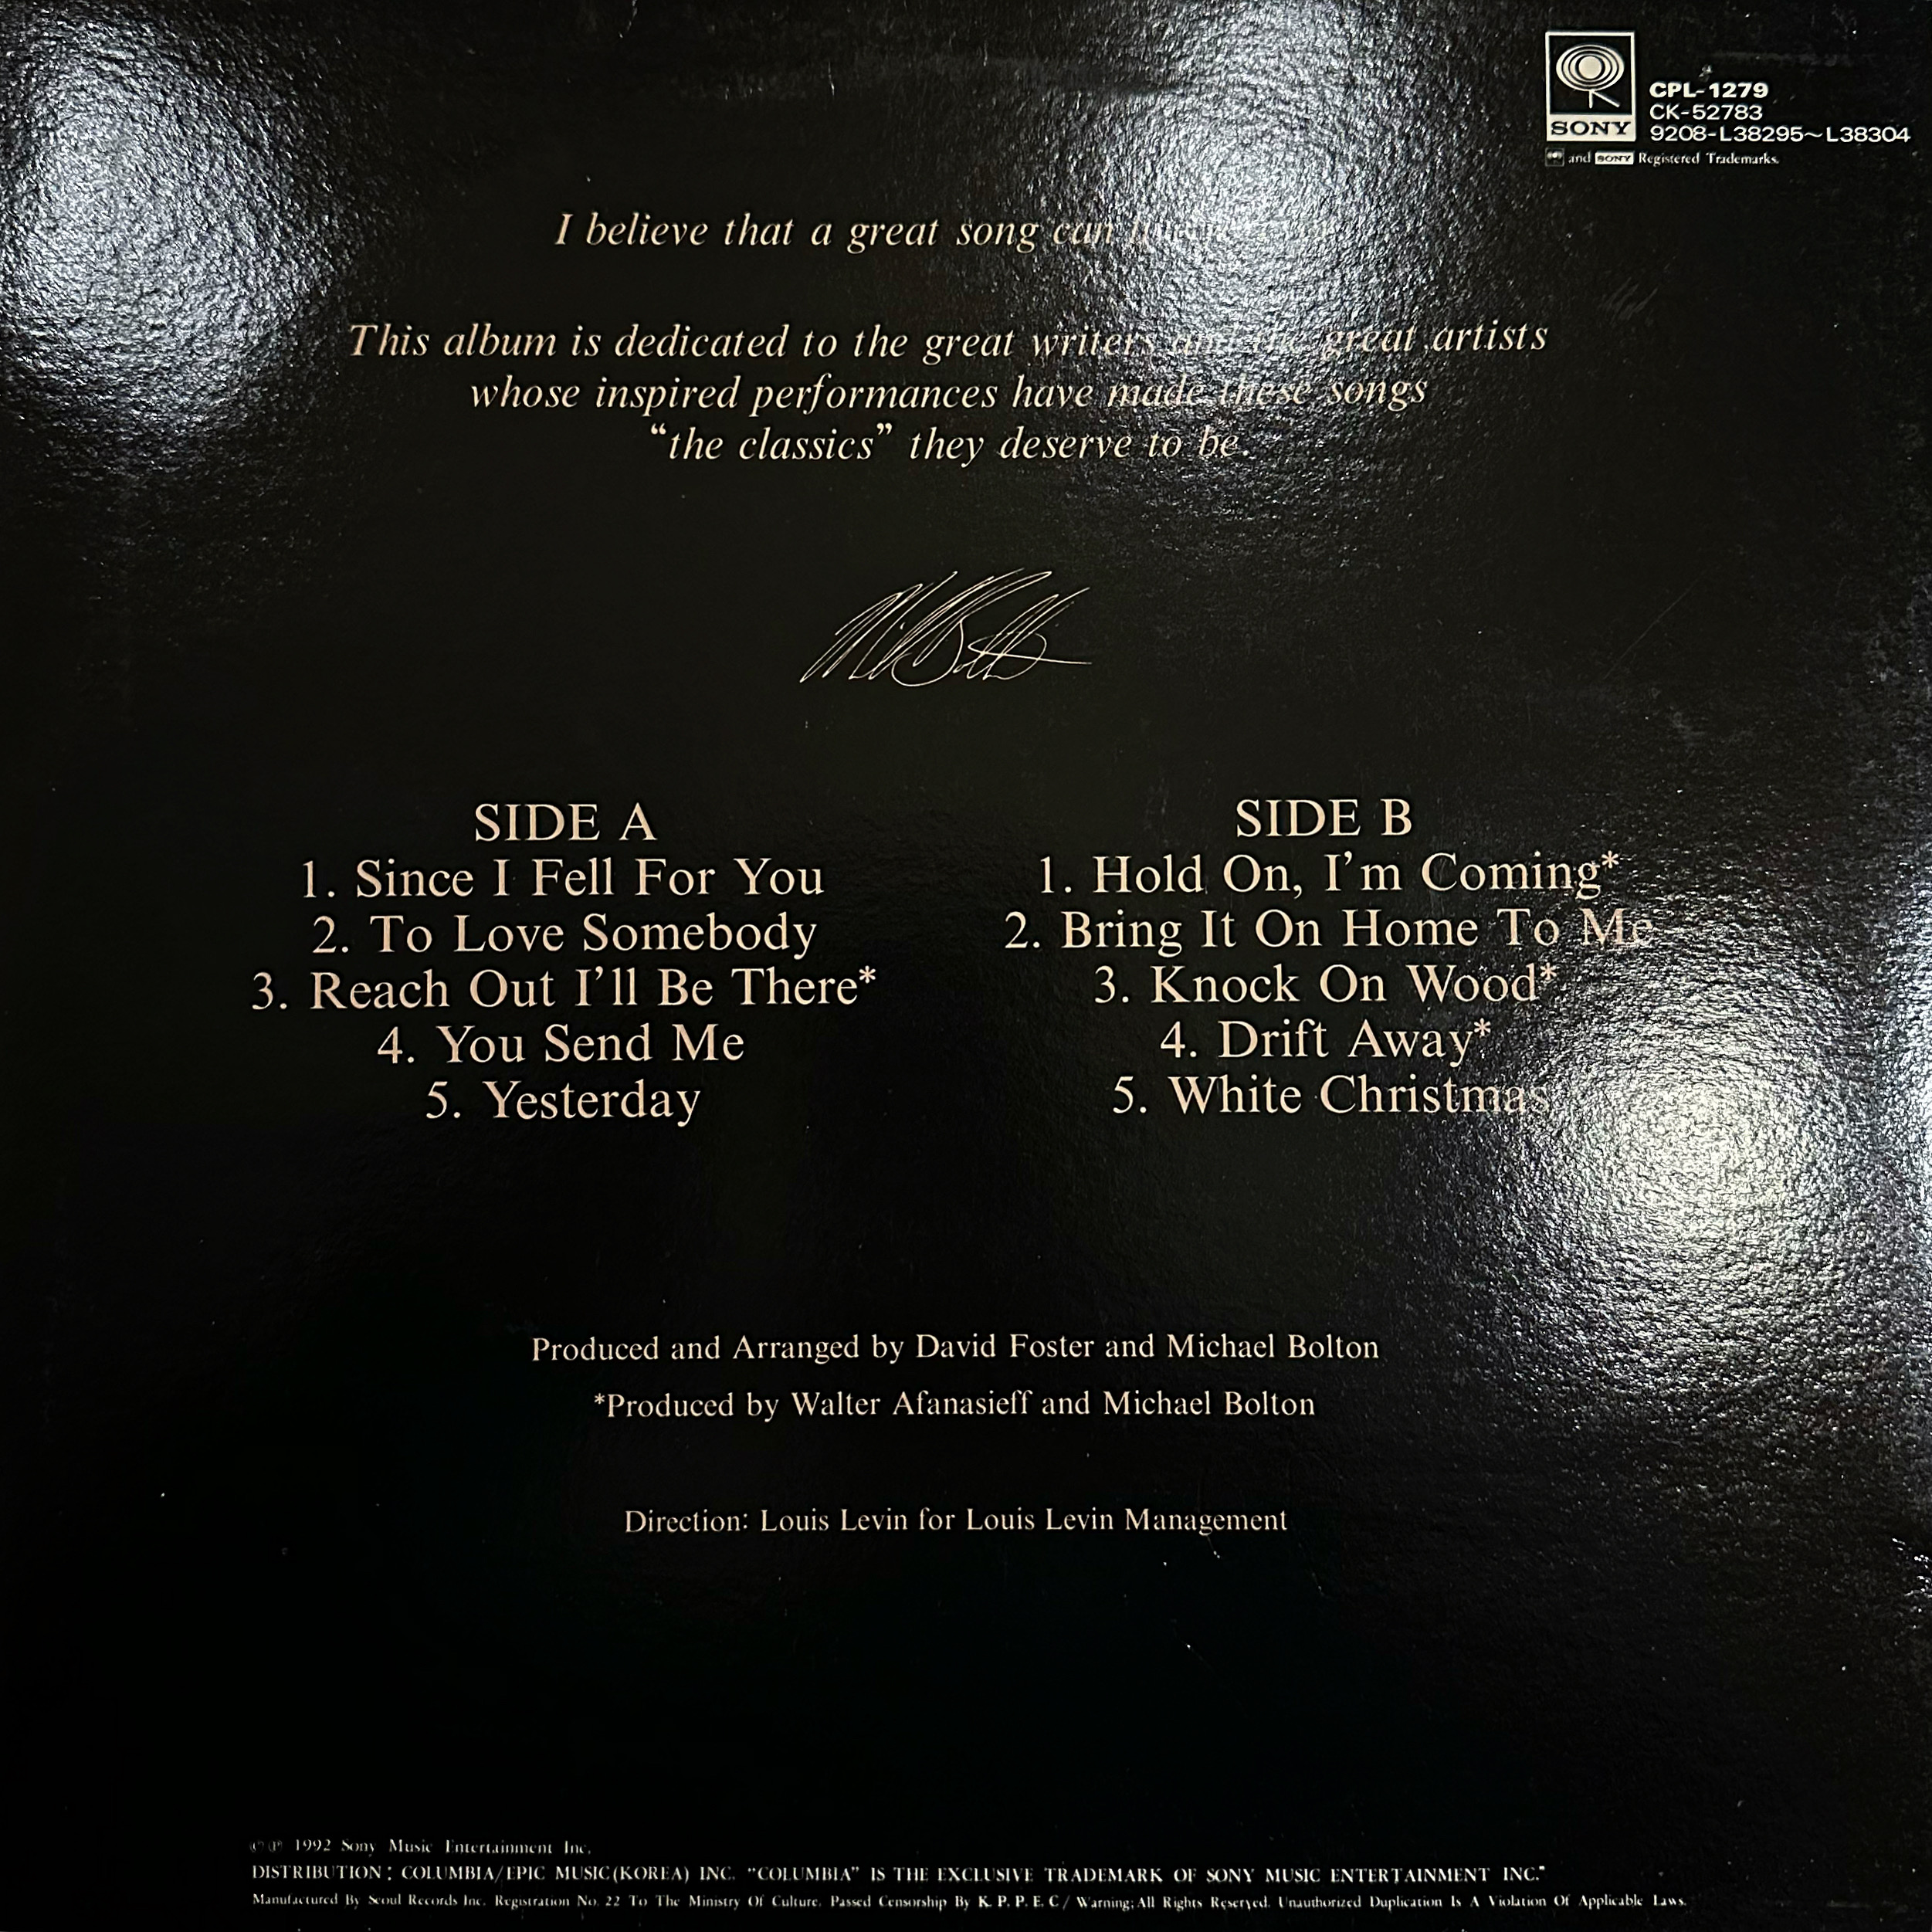 SONY
CPL-1279
CK-52783
9208-L38295~L38304
and SONY Registered Trademarks.
I believe that a great song can
This album is dedicated to the great writers and the great artists
whose inspired performances have made these songs
“the classics” they deserve to be.
SIDE A
1. Since I Fell For You
2. To Love Somebody
3. Reach Out I’ll Be There*
4. You Send Me
5. Yesterday
SIDE B
1. Hold On, I’m Coming*
2. Bring It On Home To Me
3. Knock On Wood*
4. Drift Away*
5. White Christmas
Produced and Arranged by David Foster and Michael Bolton
*Produced by Walter Afanasieff and Michael Bolton
Direction: Louis Levin for Louis Levin Management
©℗ 1992 Sony Music Entertainment Inc.
DISTRIBUTION: COLUMBIA/EPIC MUSIC(KOREA) INC. “COLUMBIA” IS THE EXCLUSIVE TRADEMARK OF SONY MUSIC ENTERTAINMENT INC."
Manufactured By Seoul Records Inc. Registration No. 22 To The Ministry Of Culture. Passed Censorship By K. P. P. E. C / Warning; All Rights Reserved. Unauthorized Duplication Is A Violation Of Applicable Laws.